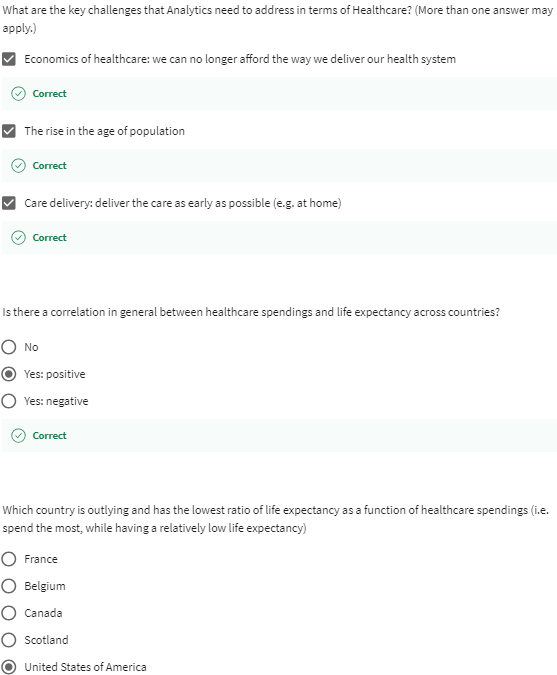 What are the key challenges that Analytics need to address in terms of Healthcare? (More than one answer may
apply.)
Economics of healthcare: we can no longer afford the way we deliver our health system
Correct
The rise in the age of population
Correct
Care delivery: deliver the care as early as possible (e.g. at home)
Correct
Is there a correlation in general between healthcare spendings and life expectancy across countries?
No
Yes: positive
Yes: negative
Correct
Which country is outlying and has the lowest ratio of life expectancy as a function of healthcare spendings (i.e.
spend the most, while having a relatively low life expectancy)
France
Belgium
Canada
Scotland
United States of America